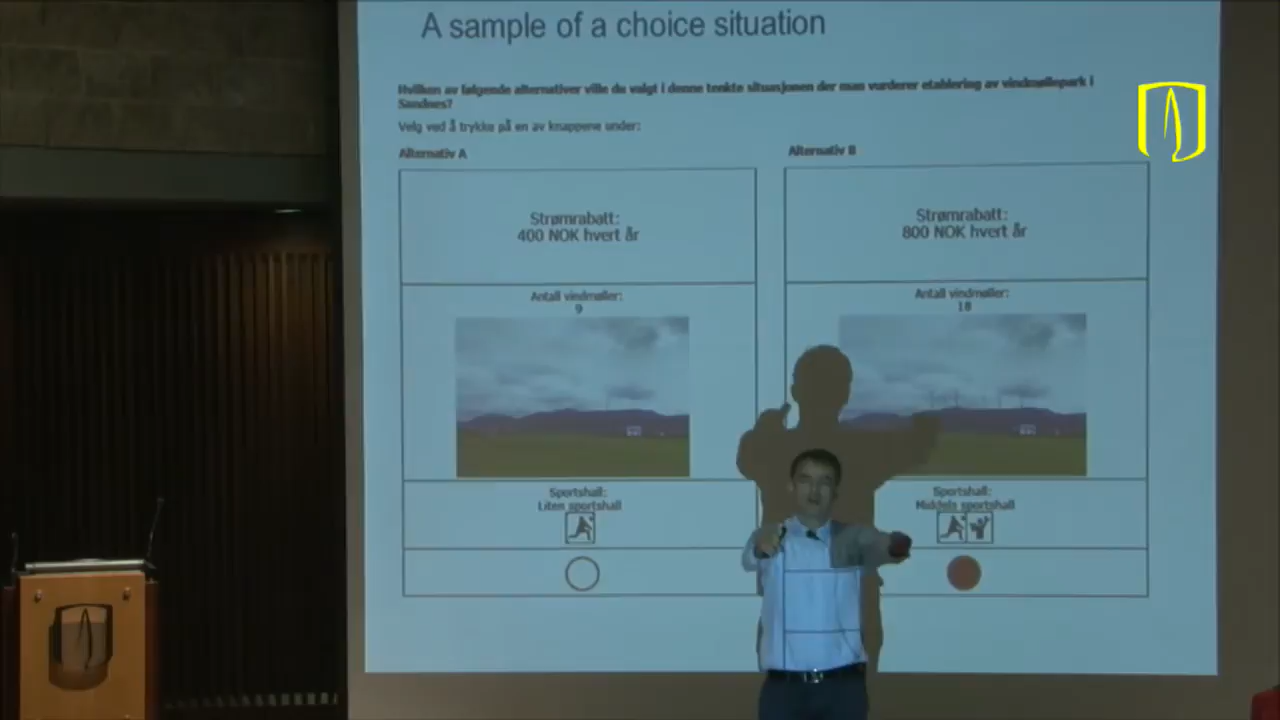 A sample of a choice situation
Hvilken av følgende alternativer ville du valgt i denne tenkte situasjonen der man vurderer etablering av vindmøllepark i
Sandnes?
Velg ved å trykke på en av knappene under:
Alternativ A
Alternativ B
Strømrabatt:
400 NOK hvert år
Strømrabatt:
800 NOK hvert år
Antall vindmøller:
9
Antall vindmøller:
18
Sportshall:
Liten sportshall
Sportshall:
Middels sportshall